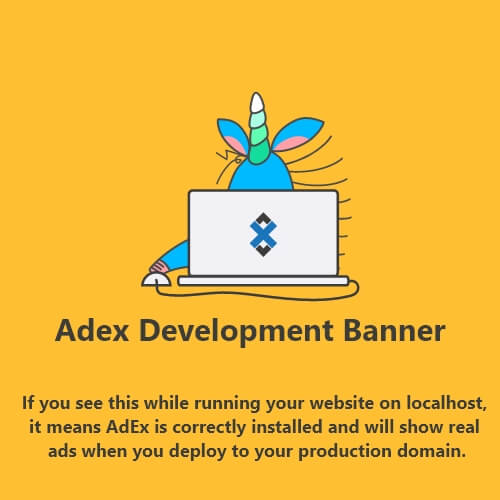 Adex Development Banner
If you see this while running your website on localhost,
it means AdEx is correctly installed and will show real
ads when you deploy to your production domain.